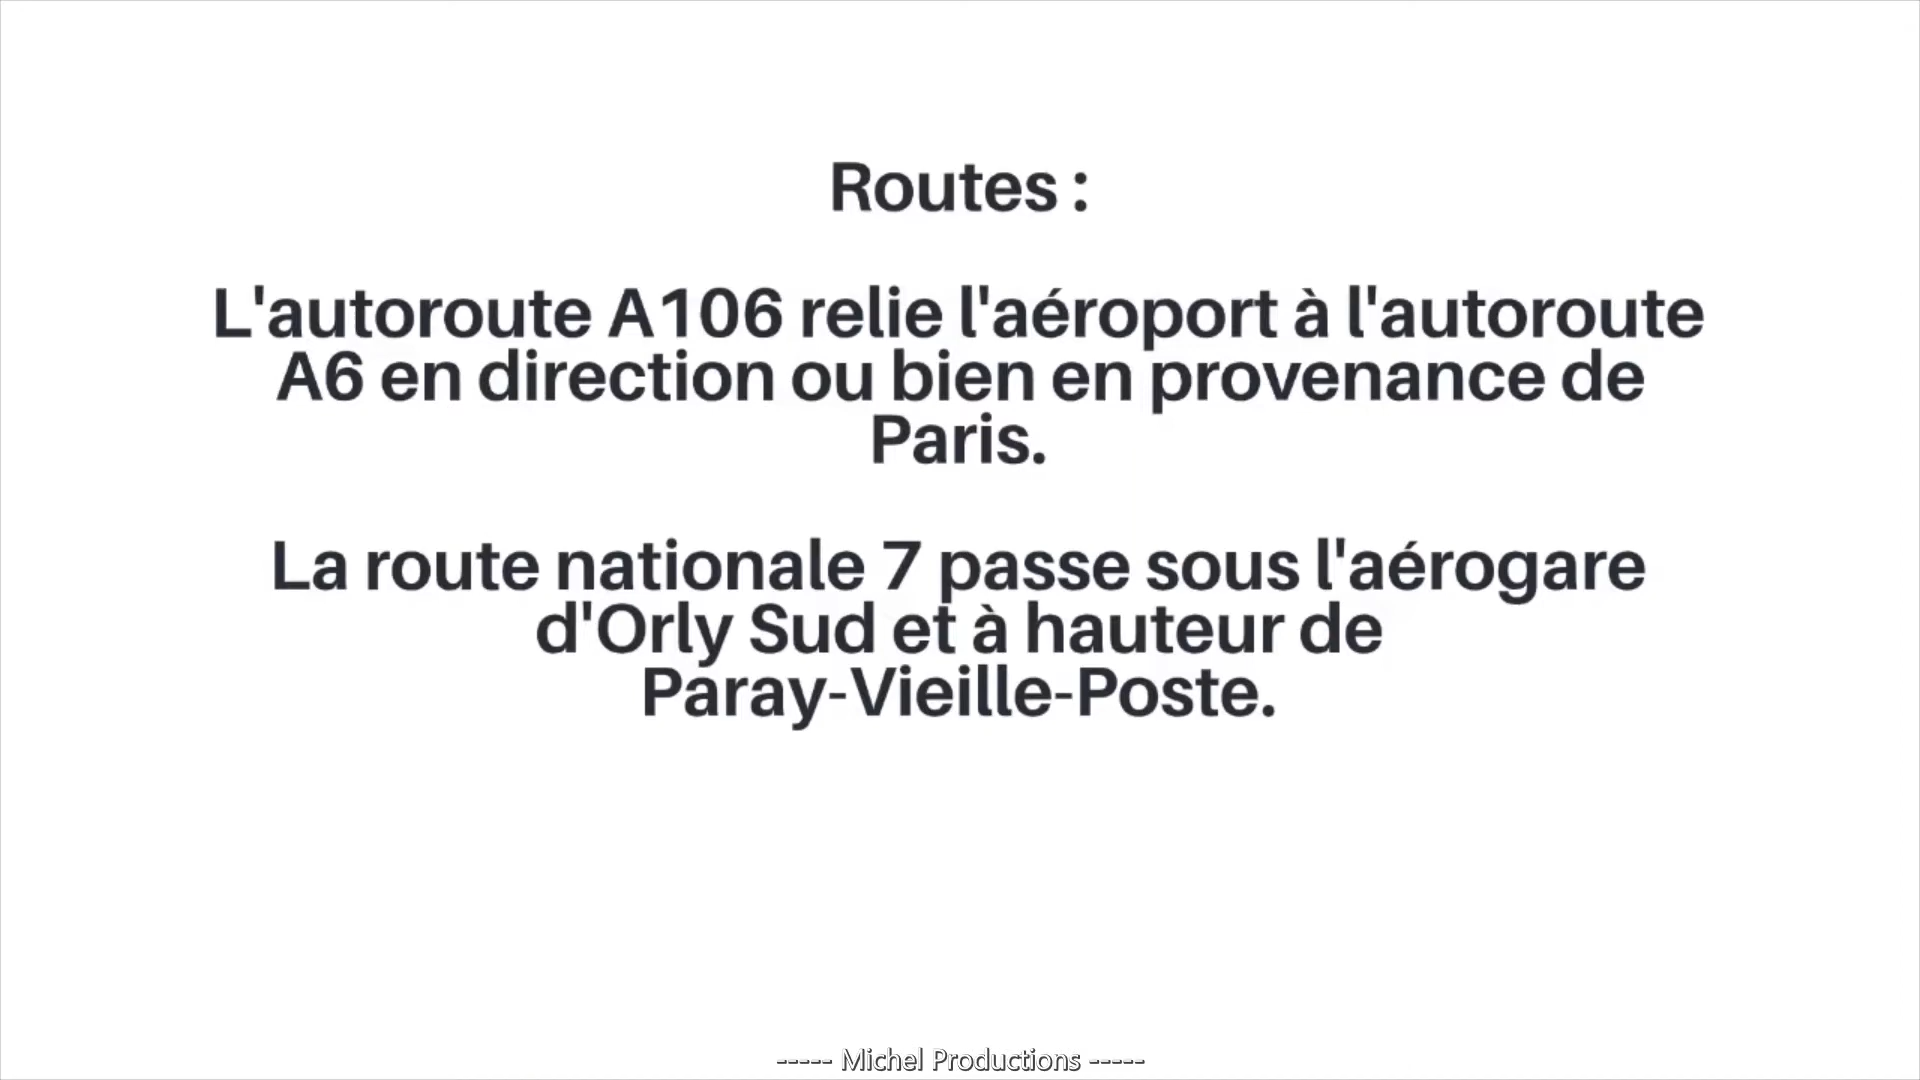 Routes :
L'autoroute A106 relie l'aéroport à l'autoroute
A6 en direction ou bien en provenance de
Paris.
La route nationale 7 passe sous l'aérogare
d'Orly Sud et à hauteur de
Paray-Vieille-Poste.
----- Michel Productions -----